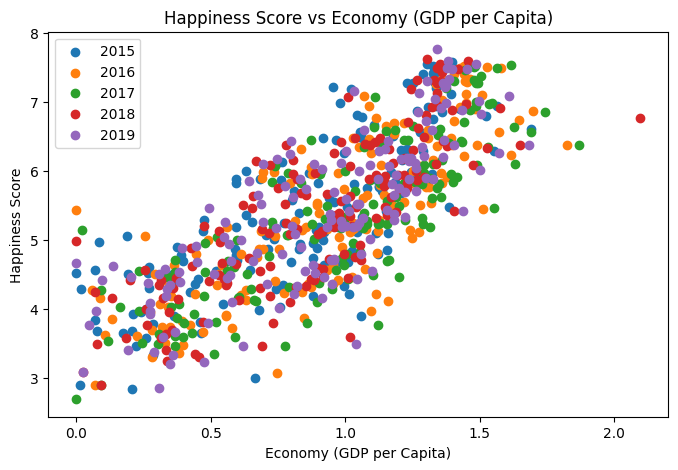 Happiness Score vs Economy (GDP per Capita)
8
7
6
5
4
3
Happiness Score
2015
2016
2017
2018
2019
0.0 0.5 1.0 1.5 2.0
Economy (GDP per Capita)